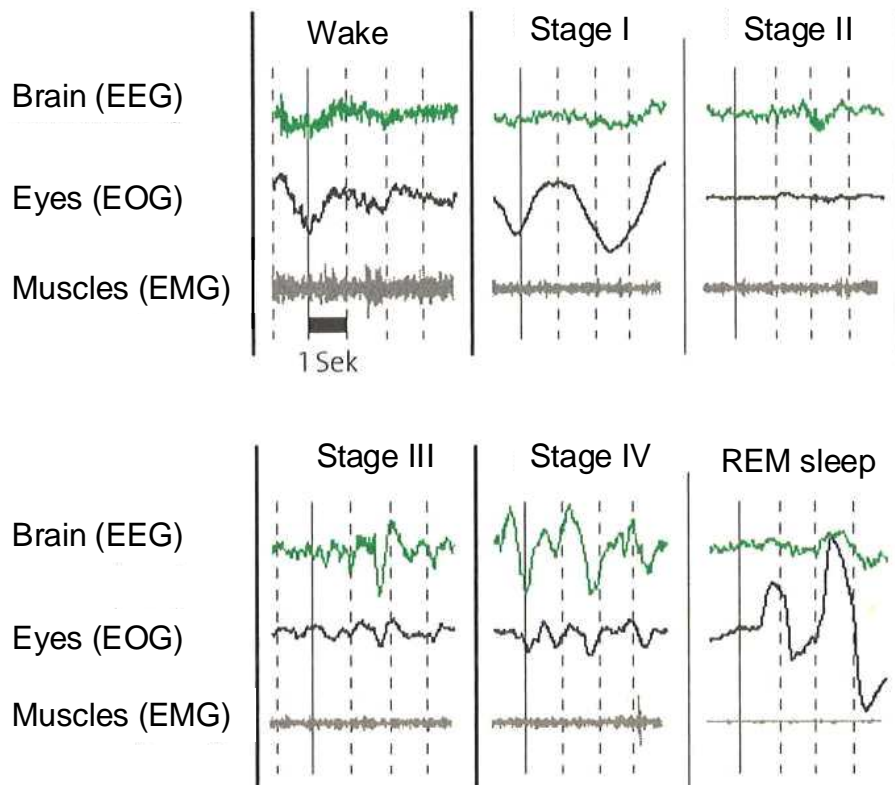 Wake Stage I Stage II
Brain (EEG)
Eyes (EOG)
Muscles (EMG)
1 Sek
Stage III Stage IV REM sleep
Brain (EEG)
Eyes (EOG)
Muscles (EMG)